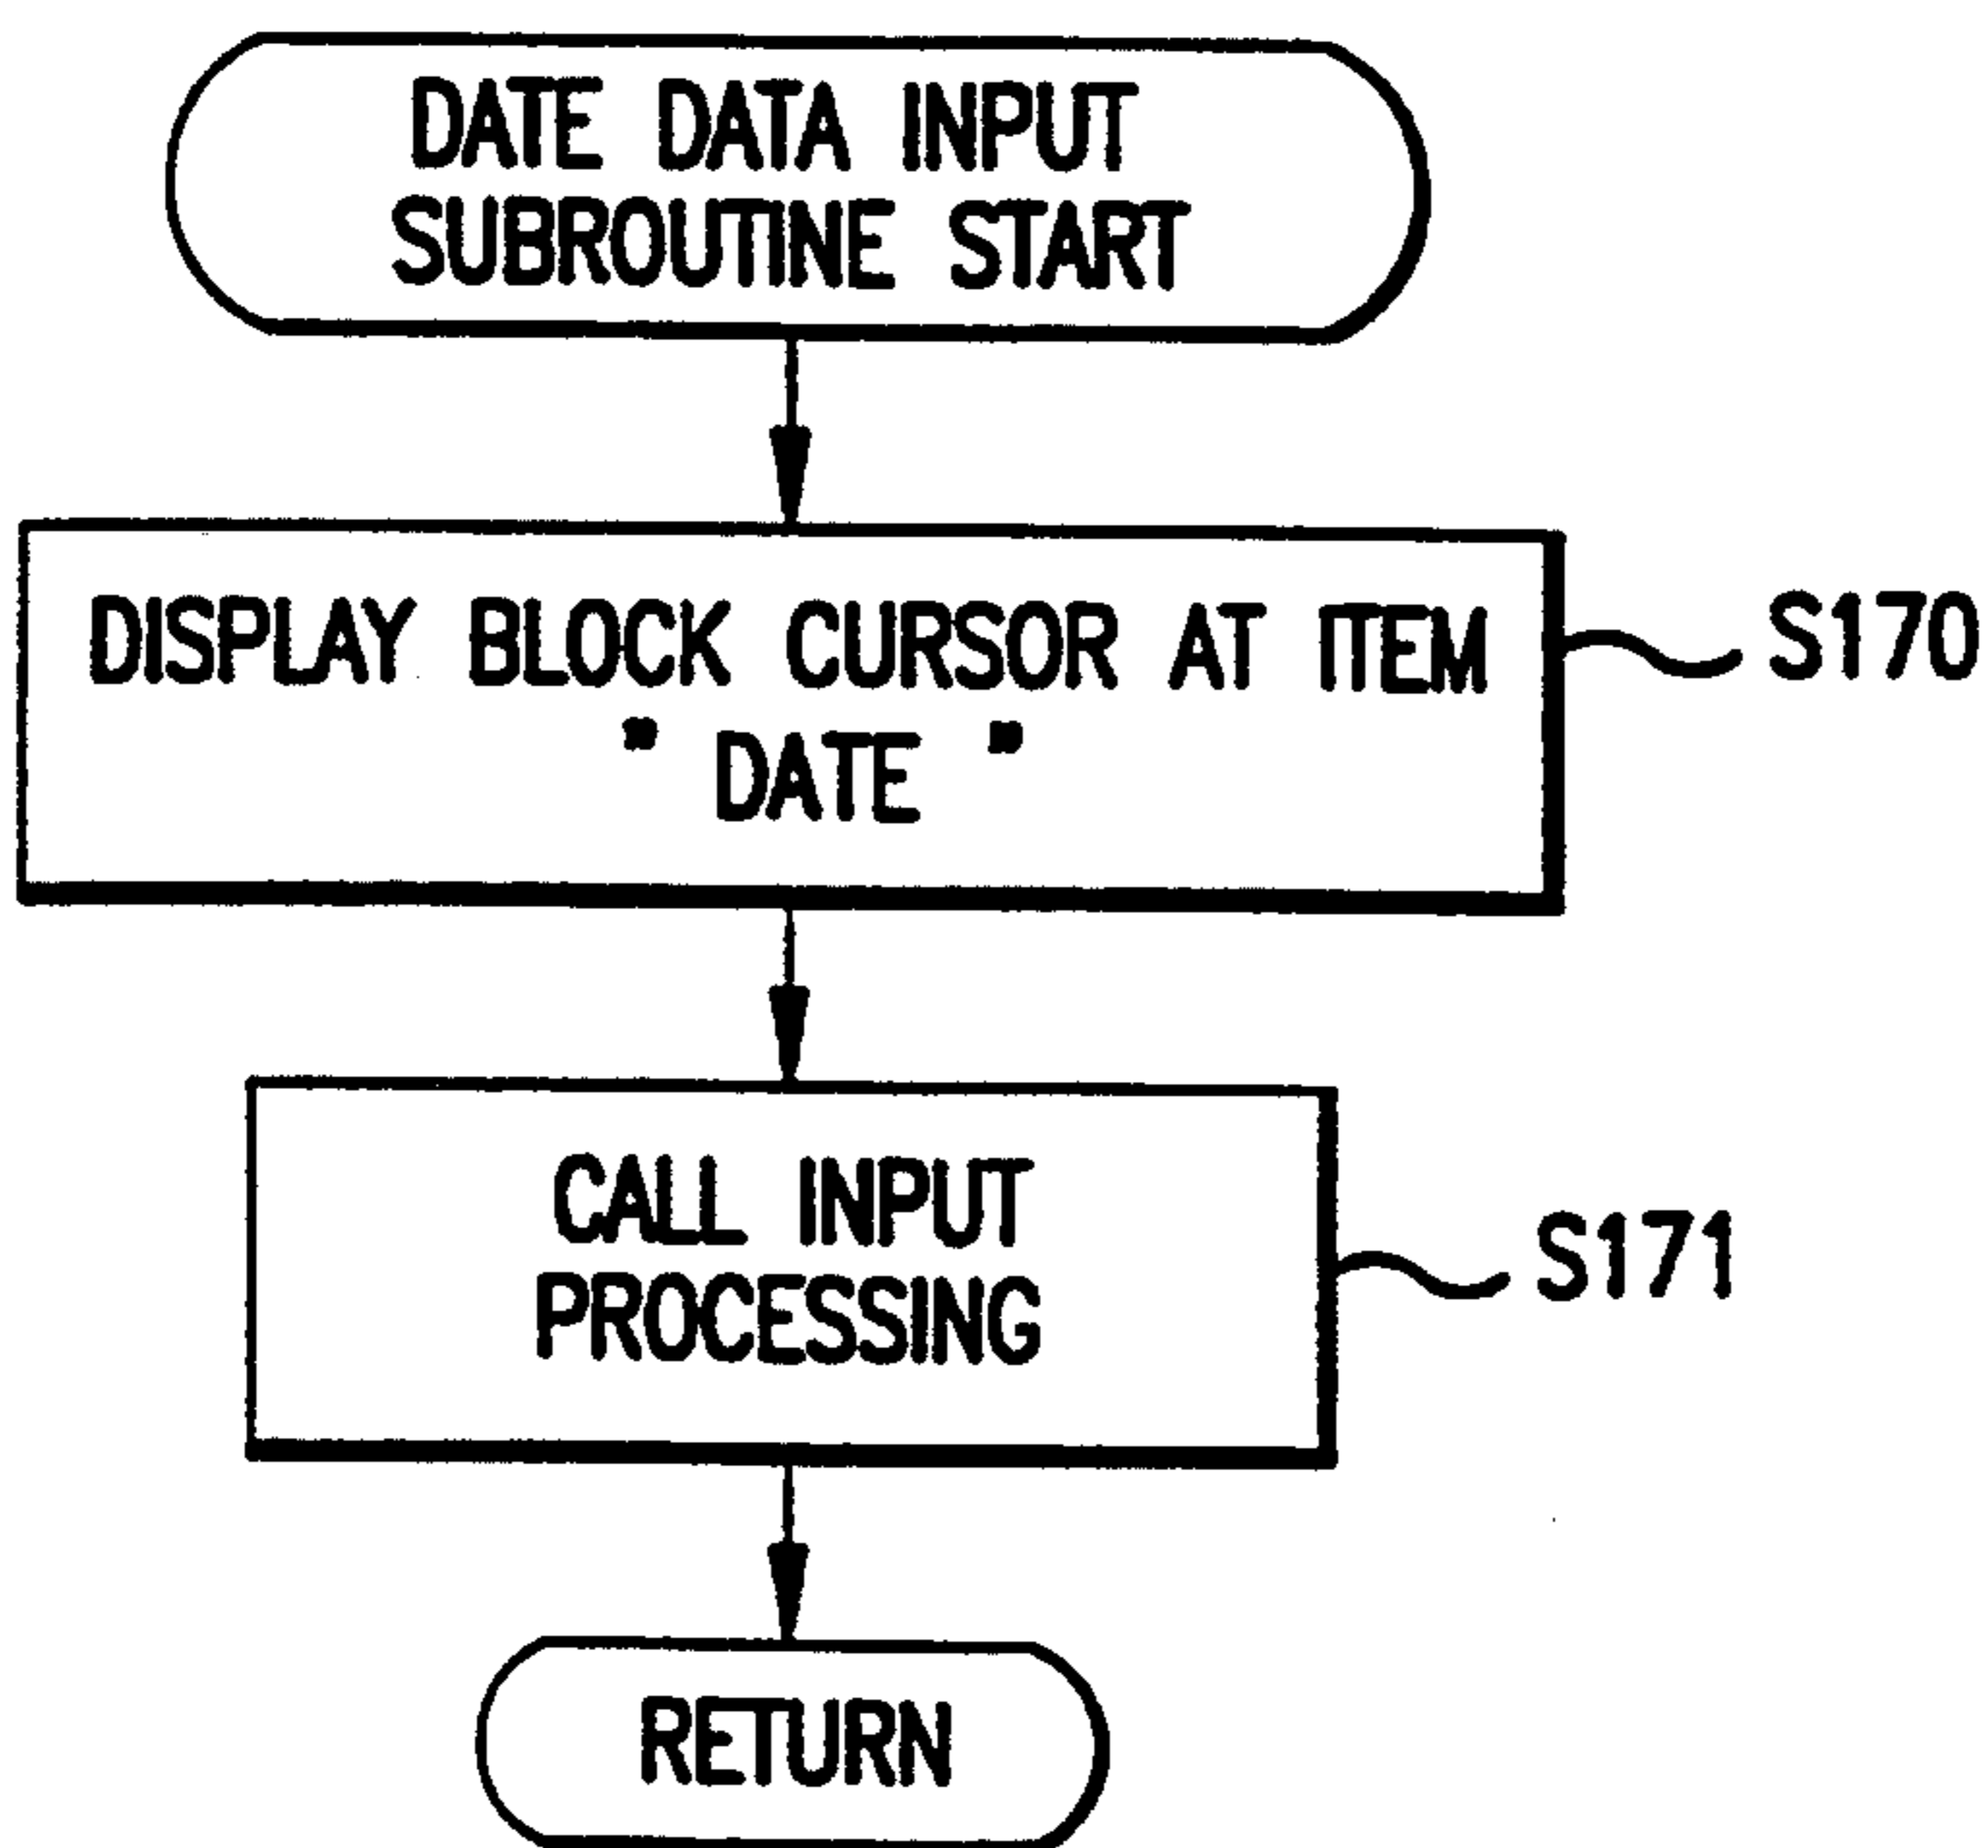 DATE DATA INPUT
SUBROUTINE START
DISPLAY BLOCK CURSOR AT ITEM
" DATE "
S170
CALL INPUT
PROCESSING
S171
RETURN